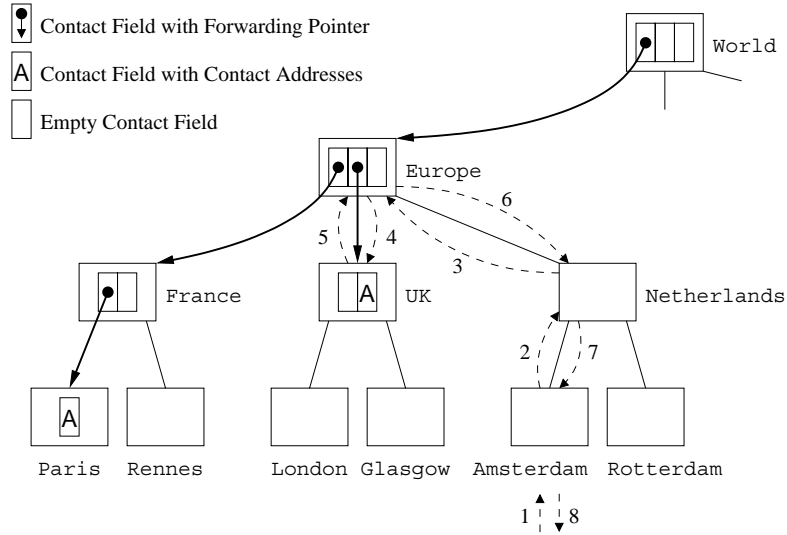 Contact Field with Forwarding Pointer
A Contact Field with Contact Addresses
Empty Contact Field
World
Europe
6
5
4
3
France
A
UK
Netherlands
2
7
A
Paris
Rennes
London
Glasgow
Amsterdam
Rotterdam
1
8